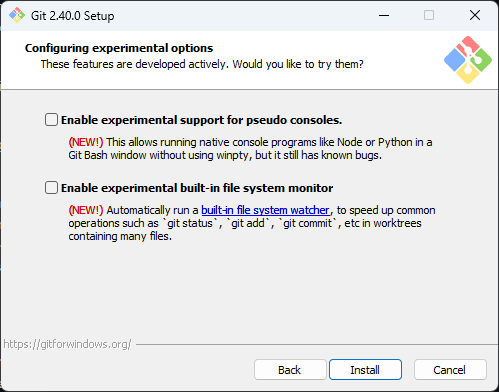 Git 2.40.0 Setup
Configuring experimental options
These features are developed actively. Would you like to try them?
Enable experimental support for pseudo consoles.
(NEW!) This allows running native console programs like Node or Python in a
Git Bash window without using winpty, but it still has known bugs.
Enable experimental built-in file system monitor
(NEW!) Automatically run a built-in file system watcher, to speed up common
operations such as `git status`, `git add`, `git commit`, etc in worktrees
containing many files.
https://gitforwindows.org/
Back
Install
Cancel